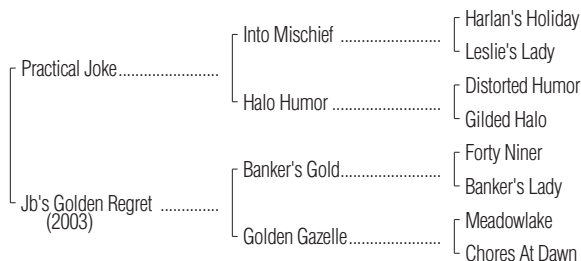 Harlan's Holiday
Into Mischief ........................
Leslie's Lady
Practical Joke........................
Distorted Humor
Halo Humor ..........................
Gilded Halo
Forty Niner
Banker's Gold........................
Banker's Lady
Jb's Golden Regret ..............
(2003)
Meadowlake
Golden Gazelle......................
Chores At Dawn